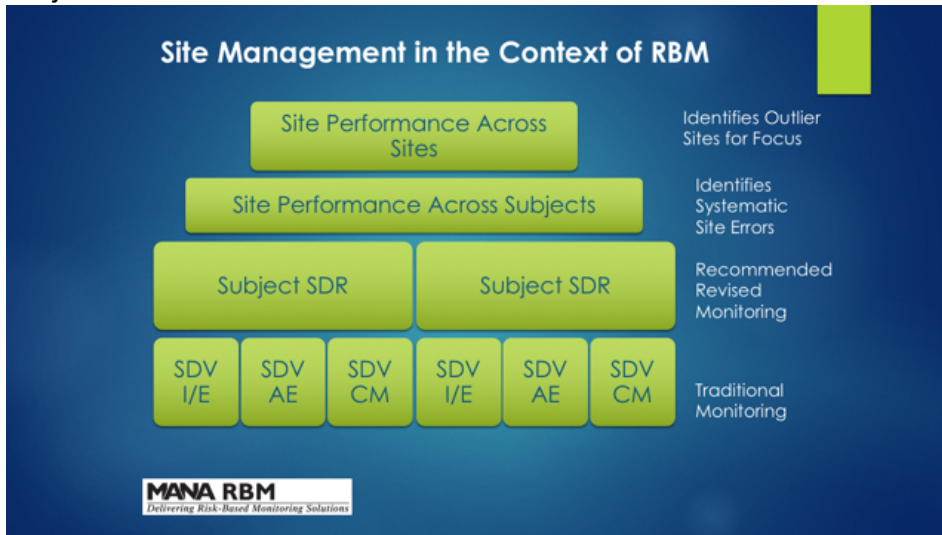 Site Management in the Context of RBM
Site Performance Across
Sites
Identifies Outlier
Sites for Focus
Site Performance Across Subjects
Identifies
Systematic
Site Errors
Subject SDR
Subject SDR
Recommended
Revised
Monitoring
SDV
I/E
SDV
AE
SDV
CM
SDV
I/E
SDV
AE
SDV
CM
Traditional
Monitoring
MANA RBM
Delivering Risk-Based Monitoring Solutions